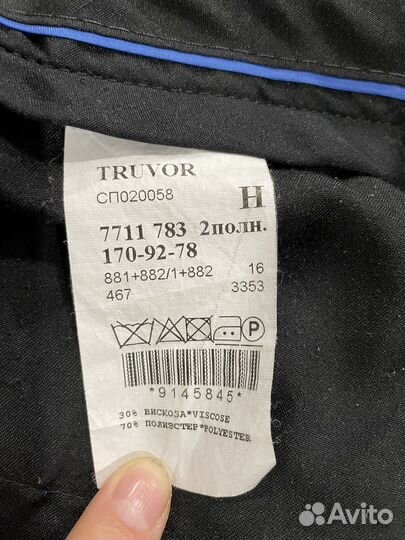 TRUVOR
СП020058
Н
7711 783 2полн.
170-92-78
881+882/1+882 16
467 3353
P
*9145845*
30% ВИСКОЗА*VISCOSE
70% ПОЛИЭСТЕР*POLYESTER
Avito